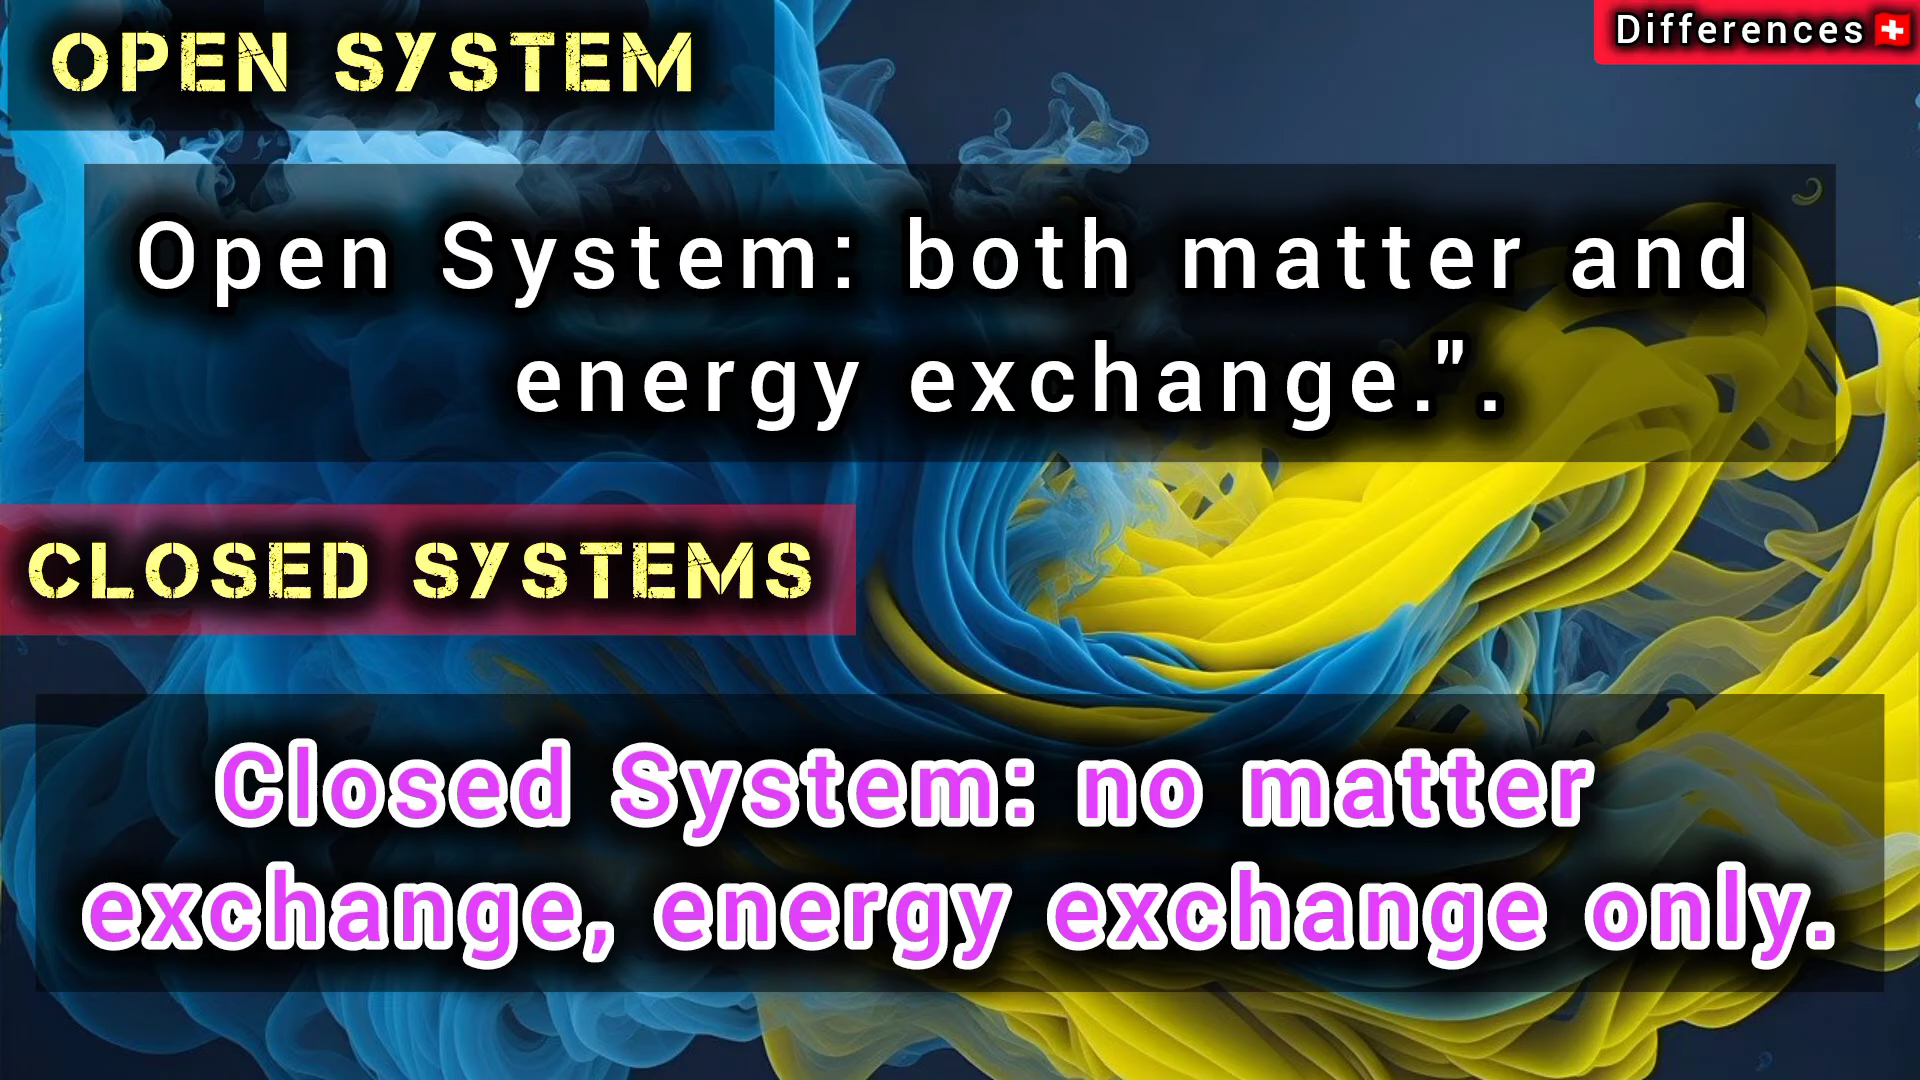 OPEN SYSTEM
Differences
Open System: both matter and
energy exchange.".
CLOSED SYSTEMS
Closed System: no matter
exchange, energy exchange only.